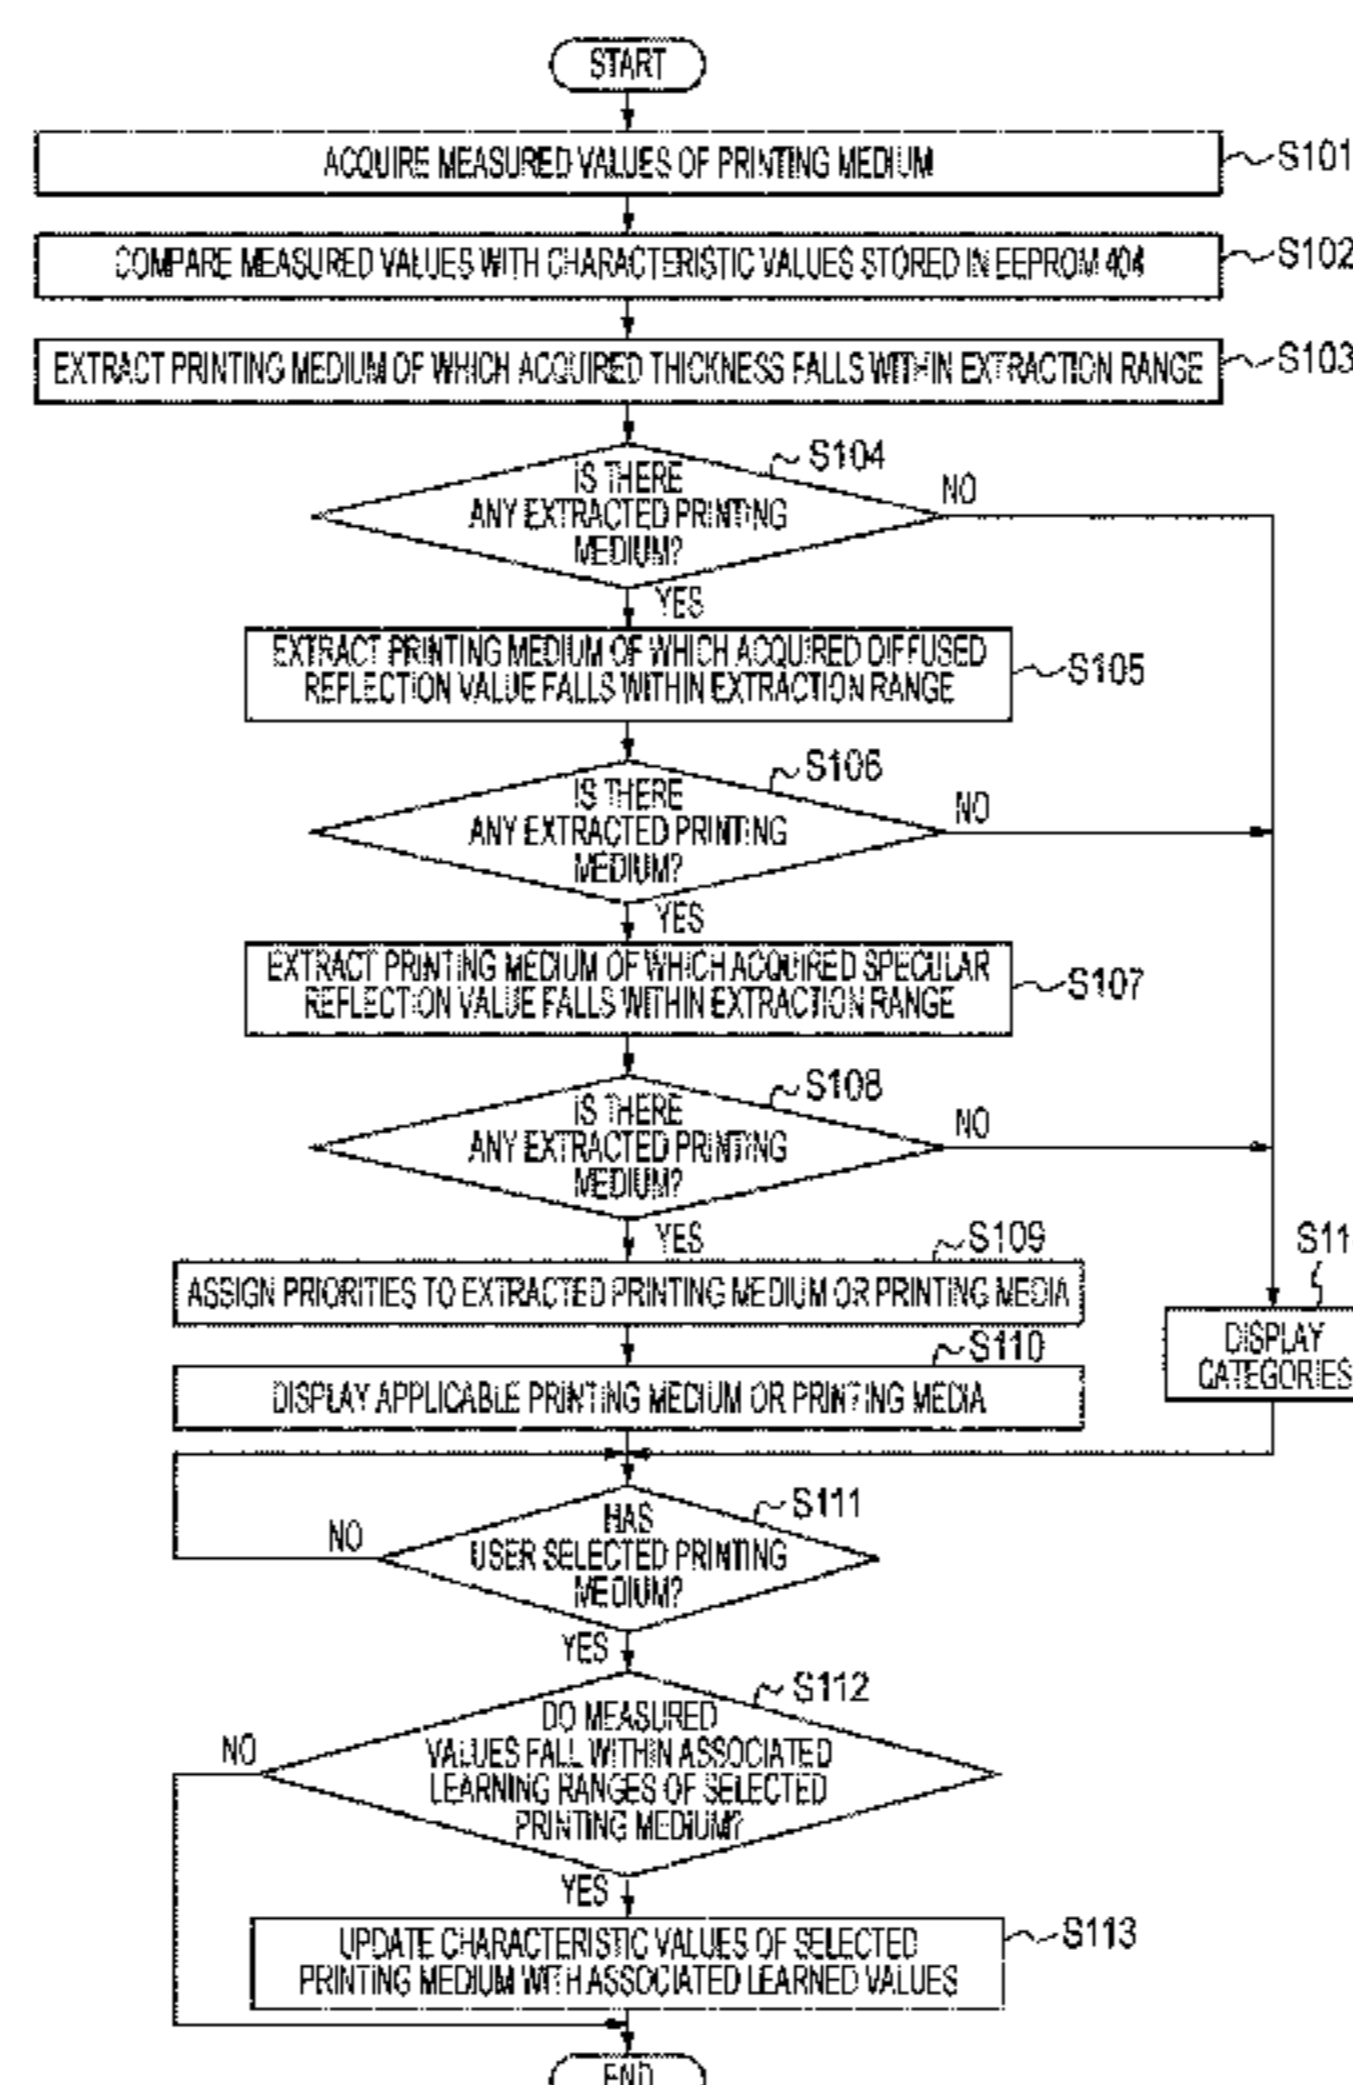 START
ACQUIRE MEASURED VALUES OF PRINTING MEDIUM
S101
COMPARE MEASURED VALUES WITH CHARACTERISTIC VALUES STORED IN EEPROM 404
S102
EXTRACT PRINTING MEDIUM OF WHICH ACQUIRED THICKNESS FALLS WITHIN EXTRACTION RANGE
S103
S104
IS THERE
ANY EXTRACTED PRINTING
MEDIUM?
NO
YES
EXTRACT PRINTING MEDIUM OF WHICH ACQUIRED DIFFUSED
REFLECTION VALUE FALLS WITHIN EXTRACTION RANGE
S105
S106
IS THERE
ANY EXTRACTED PRINTING
MEDIUM?
NO
YES
EXTRACT PRINTING MEDIUM OF WHICH ACQUIRED SPECULAR
REFLECTION VALUE FALLS WITHIN EXTRACTION RANGE
S107
S108
IS THERE
ANY EXTRACTED PRINTING
MEDIUM?
NO
YES
S109
ASSIGN PRIORITIES TO EXTRACTED PRINTING MEDIUM OR PRINTING MEDIA
S11
DISPLAY
CATEGORIES
S110
DISPLAY APPLICABLE PRINTING MEDIUM OR PRINTING MEDIA
S111
HAS
USER SELECTED PRINTING
MEDIUM?
NO
YES
S112
DO MEASURED
VALUES FALL WITHIN ASSOCIATED
LEARNING RANGES OF SELECTED
PRINTING MEDIUM?
NO
YES
UPDATE CHARACTERISTIC VALUES OF SELECTED
PRINTING MEDIUM WITH ASSOCIATED LEARNED VALUES
S113
END